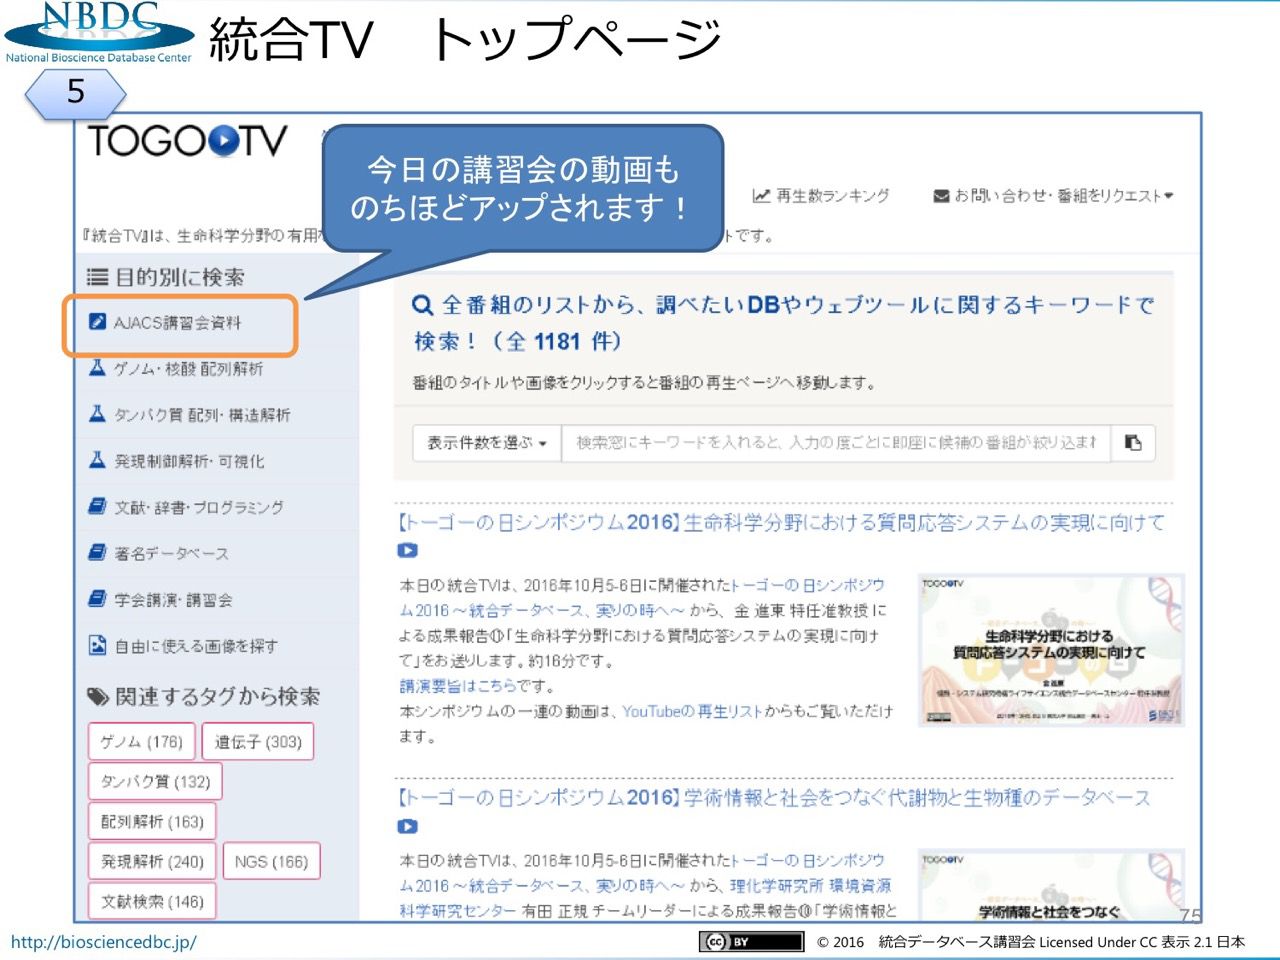 NBDC
National Bioscience Database Center
統合TV　トップページ
5
TOGOTV
今日の講習会の動画も
のちほどアップされます！
再生数ランキング
お問い合わせ・番組をリクエスト
『統合TV』は、生命科学分野の有用
トです。
目的別に検索
AJACS講習会資料
ゲノム・核酸 配列解析
タンパク質 配列・構造解析
発現制御解析・可視化
文献・辞書・プログラミング
著名データベース
学会講演・講習会
自由に使える画像を探す
関連するタグから検索
ゲノム (176) 遺伝子 (303)
タンパク質 (132)
配列解析 (163)
発現解析 (240) NGS (166)
文献検索 (146)
全番組のリストから、調べたいDBやウェブツールに関するキーワードで
検索！（全 1181 件）
番組のタイトルや画像をクリックすると番組の再生ページへ移動します。
表示件数を選ぶ 検索窓にキーワードを入れると、入力の度ごとに即座に候補の番組が絞り込まれ
【トーゴーの日シンポジウム2016】生命科学分野における質問応答システムの実現に向けて
本日の統合TVは、2016年10月5-6日に開催されたトーゴーの日シンポジウ
ム2016 ～統合データベース、実りの時へ～ から、金 進東 特任准教授 に
よる成果報告⑪「生命科学分野における質問応答システムの実現に向け
て」をお送りします。約16分です。
講演要旨はこちらです。
本シンポジウムの一連の動画は、YouTubeの再生リストからもご覧いただけ
ます。
TOGOTV
生命科学分野における
質問応答システムの実現に向けて
金 進東
【トーゴーの日シンポジウム2016】学術情報と社会をつなぐ代謝物と生物種のデータベース
本日の統合TVは、2016年10月5-6日に開催されたトーゴーの日シンポジウ
ム2016 ～統合データベース、実りの時へ～ から、理化学研究所 環境資源
科学研究センター 有田 正規 チームリーダーによる成果報告⑩「学術情報と
TOGOTV
学術情報と社会をつなぐ
75
http://biosciencedbc.jp/
cc BY
© 2016　統合データベース講習会 Licensed Under CC 表示 2.1 日本